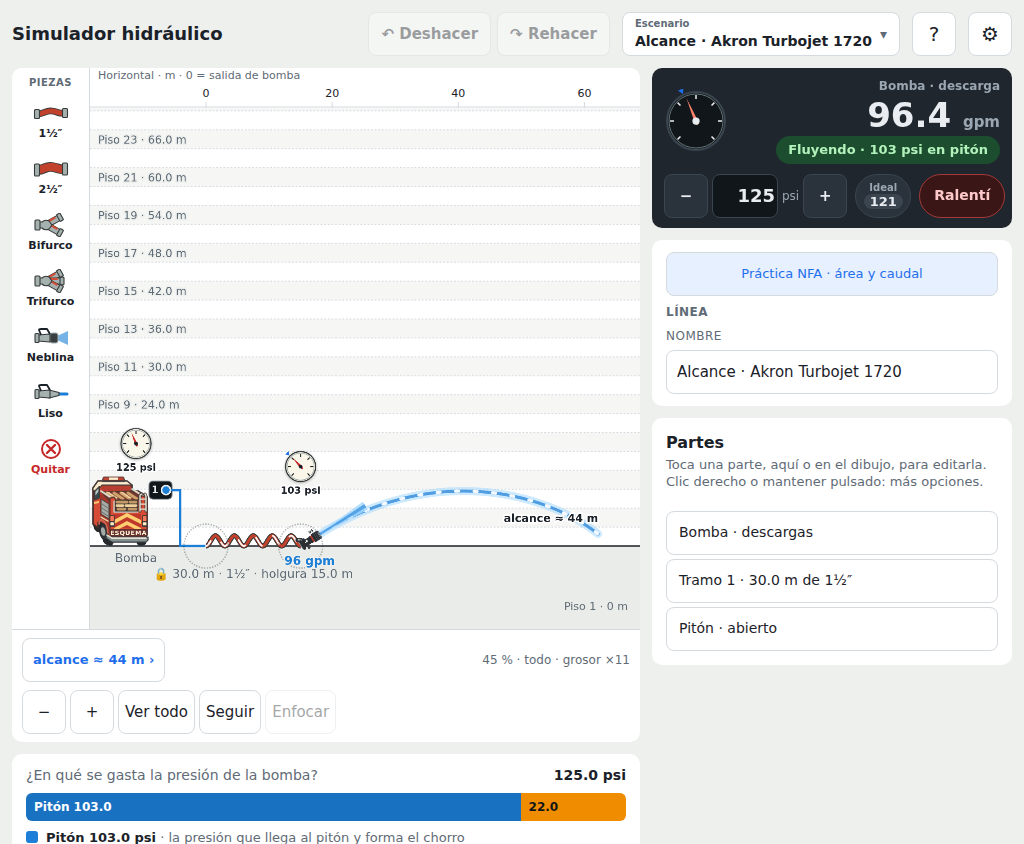 Simulador hidráulico
↶ Deshacer
↷ Rehacer
Escenario
Alcance · Akron Turbojet 1720 ▾
?
⚙
PIEZAS
1½″
2½″
Bifurco
Trifurco
Neblina
Liso
Quitar
Horizontal · m · 0 = salida de bomba
0 20 40 60
Piso 23 · 66.0 m
Piso 21 · 60.0 m
Piso 19 · 54.0 m
Piso 17 · 48.0 m
Piso 15 · 42.0 m
Piso 13 · 36.0 m
Piso 11 · 30.0 m
Piso 9 · 24.0 m
125 psi
103 psi
1
ESQUEMA
alcance ≈ 44 m
Bomba
96 gpm
🔒 30.0 m · 1½″ · holgura 15.0 m
Piso 1 · 0 m
alcance ≈ 44 m ›
45 % · todo · grosor ×11
−
+
Ver todo
Seguir
Enfocar
¿En qué se gasta la presión de la bomba?
125.0 psi
Pitón 103.0
22.0
Pitón 103.0 psi · la presión que llega al pitón y forma el chorro
Bomba · descarga
96.4 gpm
Fluyendo · 103 psi en pitón
−
125 psi
+
Ideal
121
Ralentí
Práctica NFA · área y caudal
LÍNEA
NOMBRE
Alcance · Akron Turbojet 1720
Partes
Toca una parte, aquí o en el dibujo, para editarla.
Clic derecho o mantener pulsado: más opciones.
Bomba · descargas
Tramo 1 · 30.0 m de 1½″
Pitón · abierto